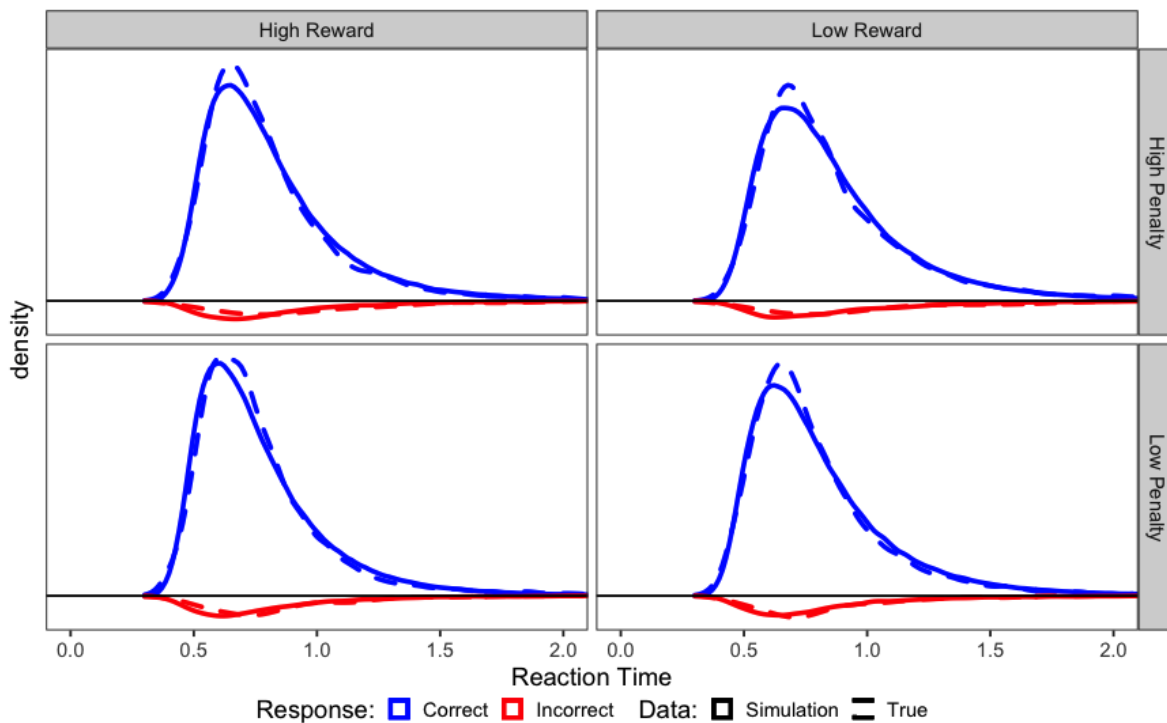 High Reward
Low Reward
High Penalty
Low Penalty
density
0.0 0.5 1.0 1.5 2.0
0.0 0.5 1.0 1.5 2.0
Reaction Time
Response: Correct Incorrect Data: Simulation True